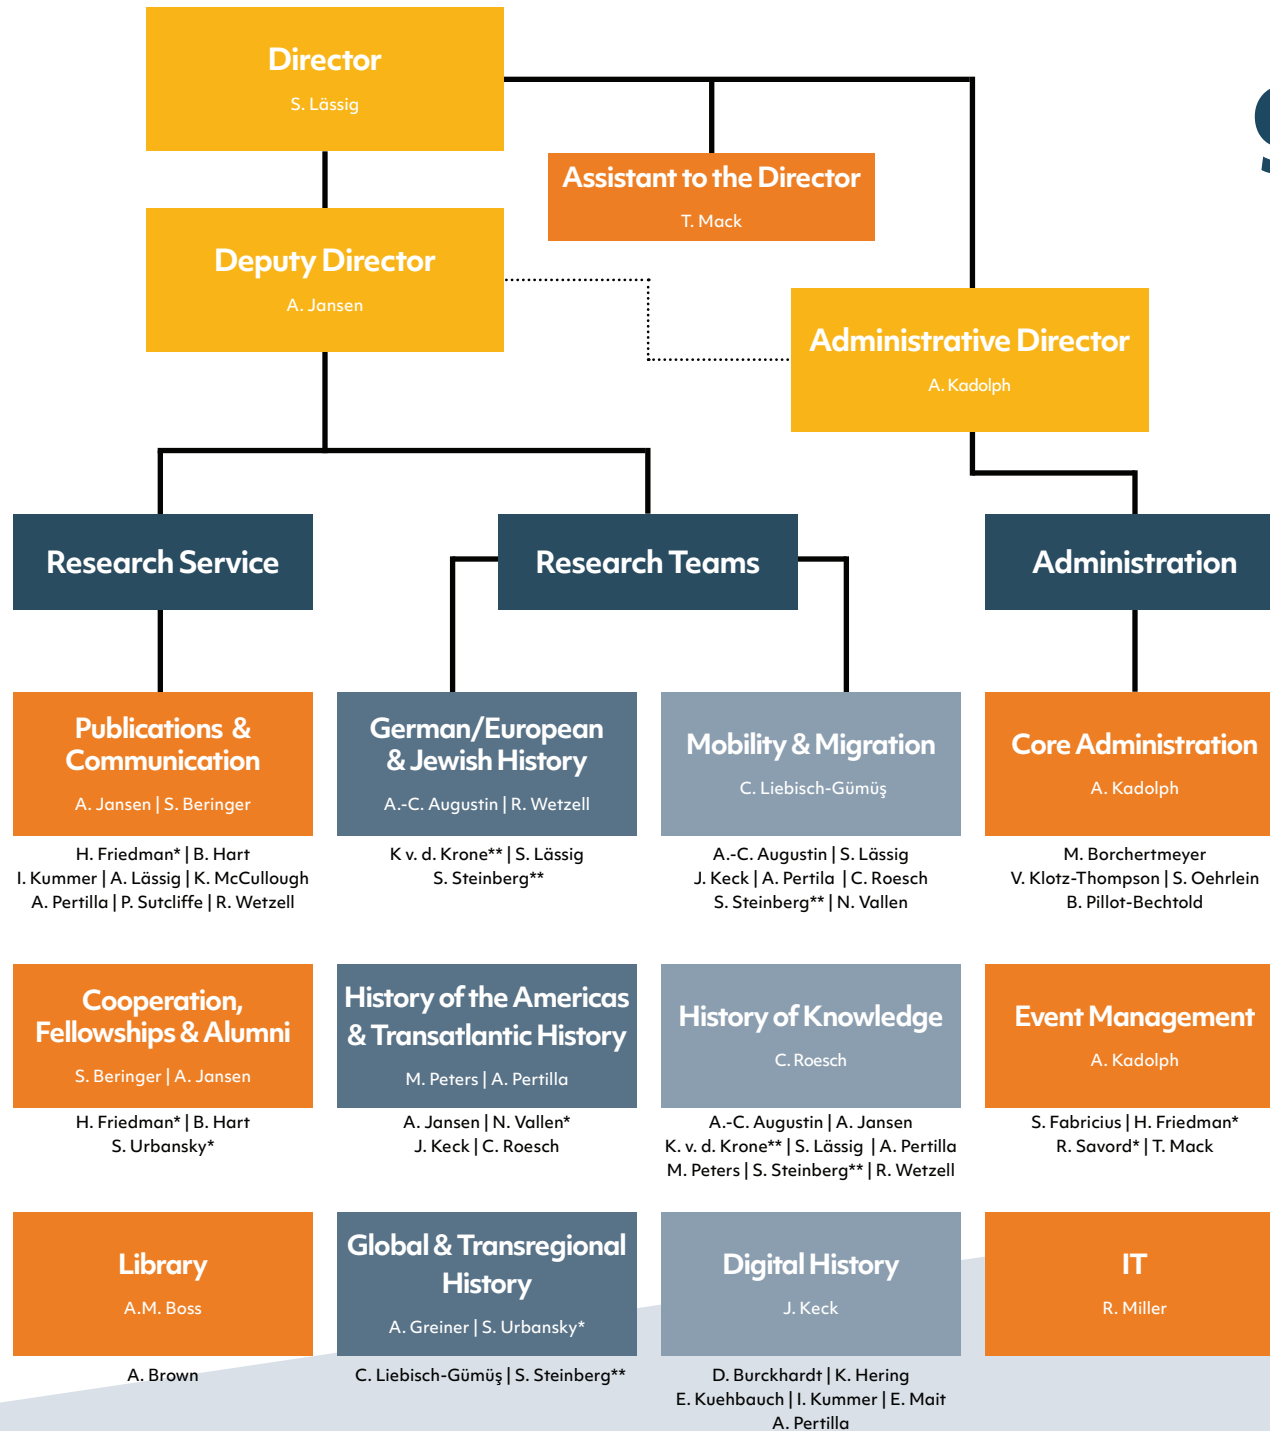 Director
S. Lässig
Assistant to the Director
T. Mack
Deputy Director
A. Jansen
Administrative Director
A. Kadolph
Research Service
Research Teams
Administration
Publications &
Communication
A. Jansen | S. Beringer
H. Friedman* | B. Hart
I. Kummer | A. Lässig | K. McCullough
A. Pertilla | P. Sutcliffe | R. Wetzell
German/European
& Jewish History
A.-C. Augustin | R. Wetzell
K v. d. Krone** | S. Lässig
S. Steinberg**
Mobility & Migration
C. Liebisch-Gümüş
A.-C. Augustin | S. Lässig
J. Keck | A. Pertila | C. Roesch
S. Steinberg** | N. Vallen
Core Administration
A. Kadolph
M. Borchertmeyer
V. Klotz-Thompson | S. Oehrlein
B. Pillot-Bechtold
Cooperation,
Fellowships & Alumni
S. Beringer | A. Jansen
H. Friedman* | B. Hart
S. Urbansky*
History of the Americas
& Transatlantic History
M. Peters | A. Pertilla
A. Jansen | N. Vallen*
J. Keck | C. Roesch
History of Knowledge
C. Roesch
A.-C. Augustin | A. Jansen
K. v. d. Krone** | S. Lässig | A. Pertilla
M. Peters | S. Steinberg** | R. Wetzell
Event Management
A. Kadolph
S. Fabricius | H. Friedman*
R. Savord* | T. Mack
Library
A.M. Boss
A. Brown
Global & Transregional
History
A. Greiner | S. Urbansky*
C. Liebisch-Gümüş | S. Steinberg**
Digital History
J. Keck
D. Burckhardt | K. Hering
E. Kuehbauch | I. Kummer | E. Mait
A. Pertilla
IT
R. Miller